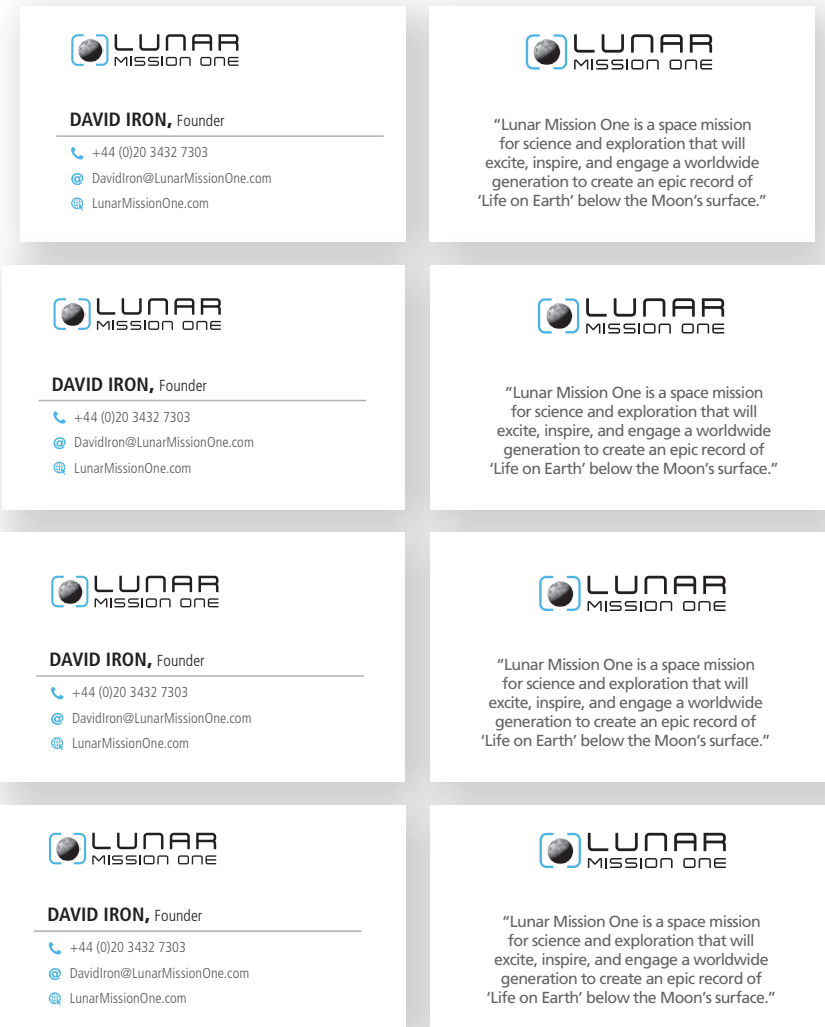 LUNAR
MISSION ONE
DAVID IRON, Founder
+44 (0)20 3432 7303
DavidIron@LunarMissionOne.com
LunarMissionOne.com
LUNAR
MISSION ONE
“Lunar Mission One is a space mission
for science and exploration that will
excite, inspire, and engage a worldwide
generation to create an epic record of
‘Life on Earth’ below the Moon’s surface.”
LUNAR
MISSION ONE
DAVID IRON, Founder
+44 (0)20 3432 7303
DavidIron@LunarMissionOne.com
LunarMissionOne.com
LUNAR
MISSION ONE
“Lunar Mission One is a space mission
for science and exploration that will
excite, inspire, and engage a worldwide
generation to create an epic record of
‘Life on Earth’ below the Moon’s surface.”
LUNAR
MISSION ONE
DAVID IRON, Founder
+44 (0)20 3432 7303
DavidIron@LunarMissionOne.com
LunarMissionOne.com
LUNAR
MISSION ONE
“Lunar Mission One is a space mission
for science and exploration that will
excite, inspire, and engage a worldwide
generation to create an epic record of
‘Life on Earth’ below the Moon’s surface.”
LUNAR
MISSION ONE
DAVID IRON, Founder
+44 (0)20 3432 7303
DavidIron@LunarMissionOne.com
LunarMissionOne.com
LUNAR
MISSION ONE
“Lunar Mission One is a space mission
for science and exploration that will
excite, inspire, and engage a worldwide
generation to create an epic record of
‘Life on Earth’ below the Moon’s surface.”